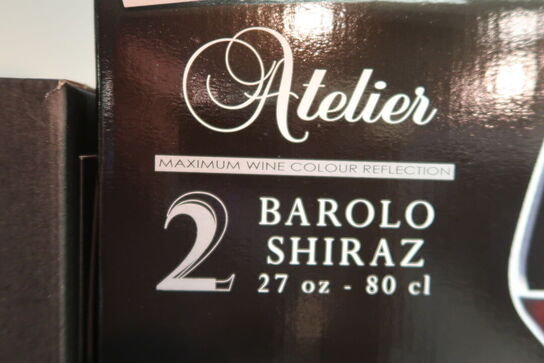 Atelier
MAXIMUM WINE COLOUR REFLECTION
2 BAROLO
SHIRAZ
27 oz - 80 cl